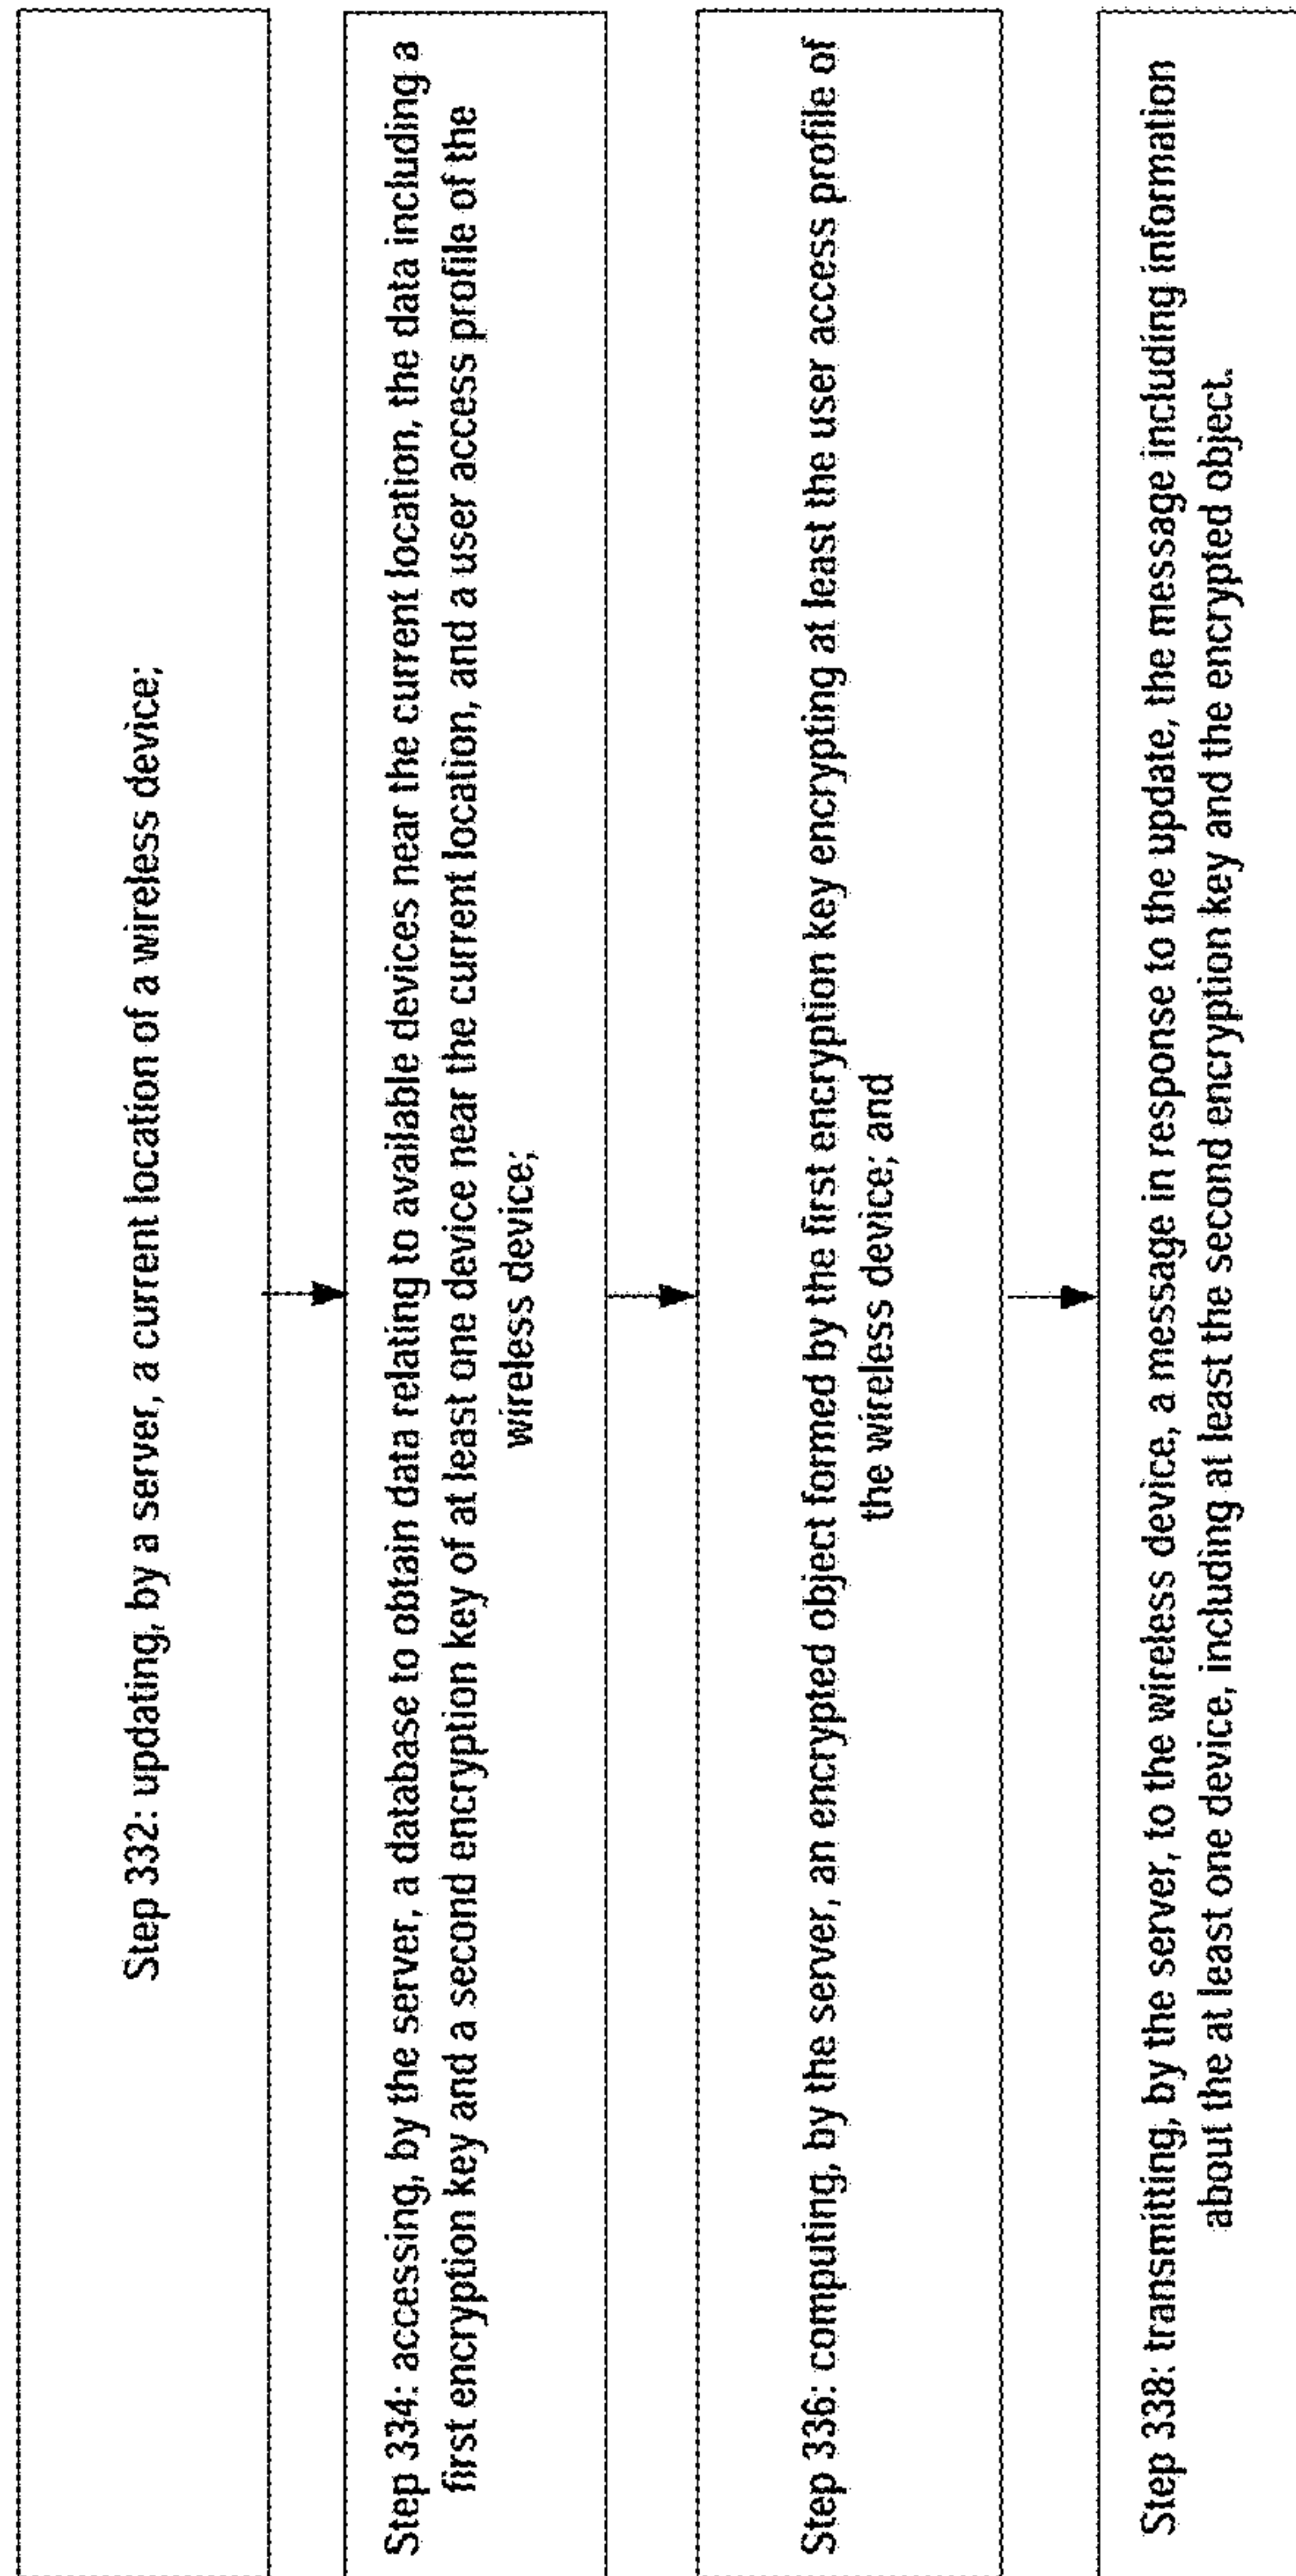 Step 332: updating, by a server, a current location of a wireless device;
Step 334: accessing, by the server, a database to obtain data relating to available devices near the current location, the data including a
first encryption key and a second encryption key of at least one device near the current location, and a user access profile of the
wireless device;
Step 336: computing, by the server, an encrypted object formed by the first encryption key encrypting at least the user access profile of
the wireless device; and
Step 338: transmitting, by the server, to the wireless device, a message in response to the update, the message including information
about the at least one device, including at least the second encryption key and the encrypted object.